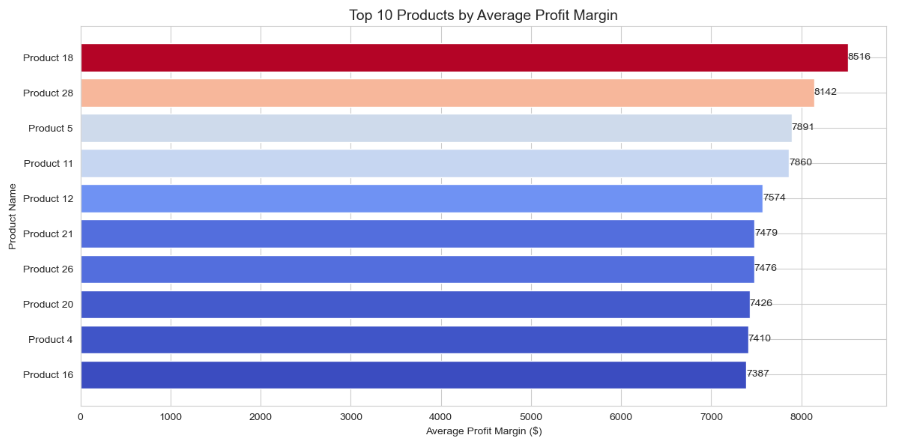 Top 10 Products by Average Profit Margin
Product Name
Product 18 8516
Product 28 8142
Product 5 7891
Product 11 7860
Product 12 7574
Product 21 7479
Product 26 7476
Product 20 7426
Product 4 7410
Product 16 7387
0 1000 2000 3000 4000 5000 6000 7000 8000
Average Profit Margin ($)